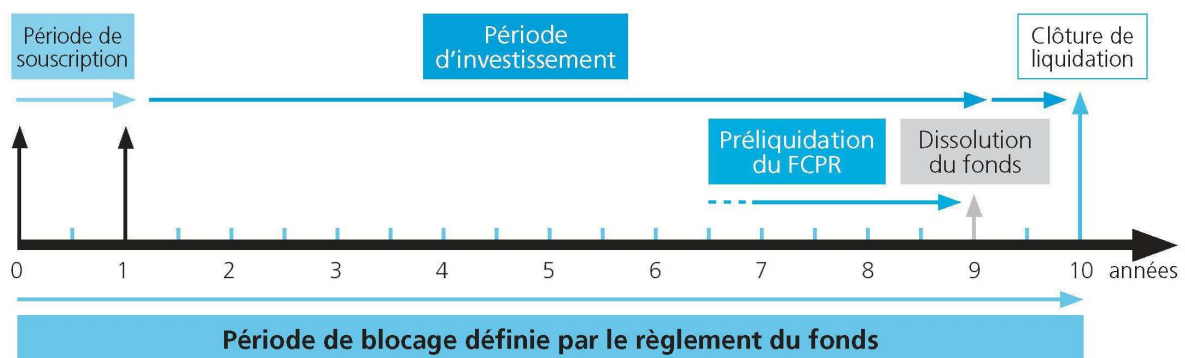 Période de
souscription
Période
d'investissement
Clôture de
liquidation
Préliquidation
du FCPR
Dissolution
du fonds
0 1 2 3 4 5 6 7 8 9 10 années
Période de blocage définie par le règlement du fonds